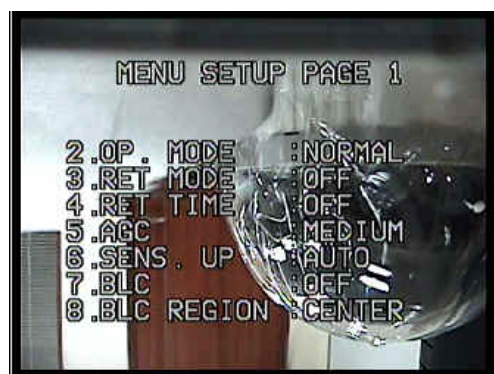 MENU SETUP PAGE 1
2.OP. MODE :NORMAL
3.RET MODE :OFF
4.RET TIME :OFF
5.AGC :MEDIUM
6.SENS. UP :AUTO
7.BLC :OFF
8.BLC REGION :CENTER